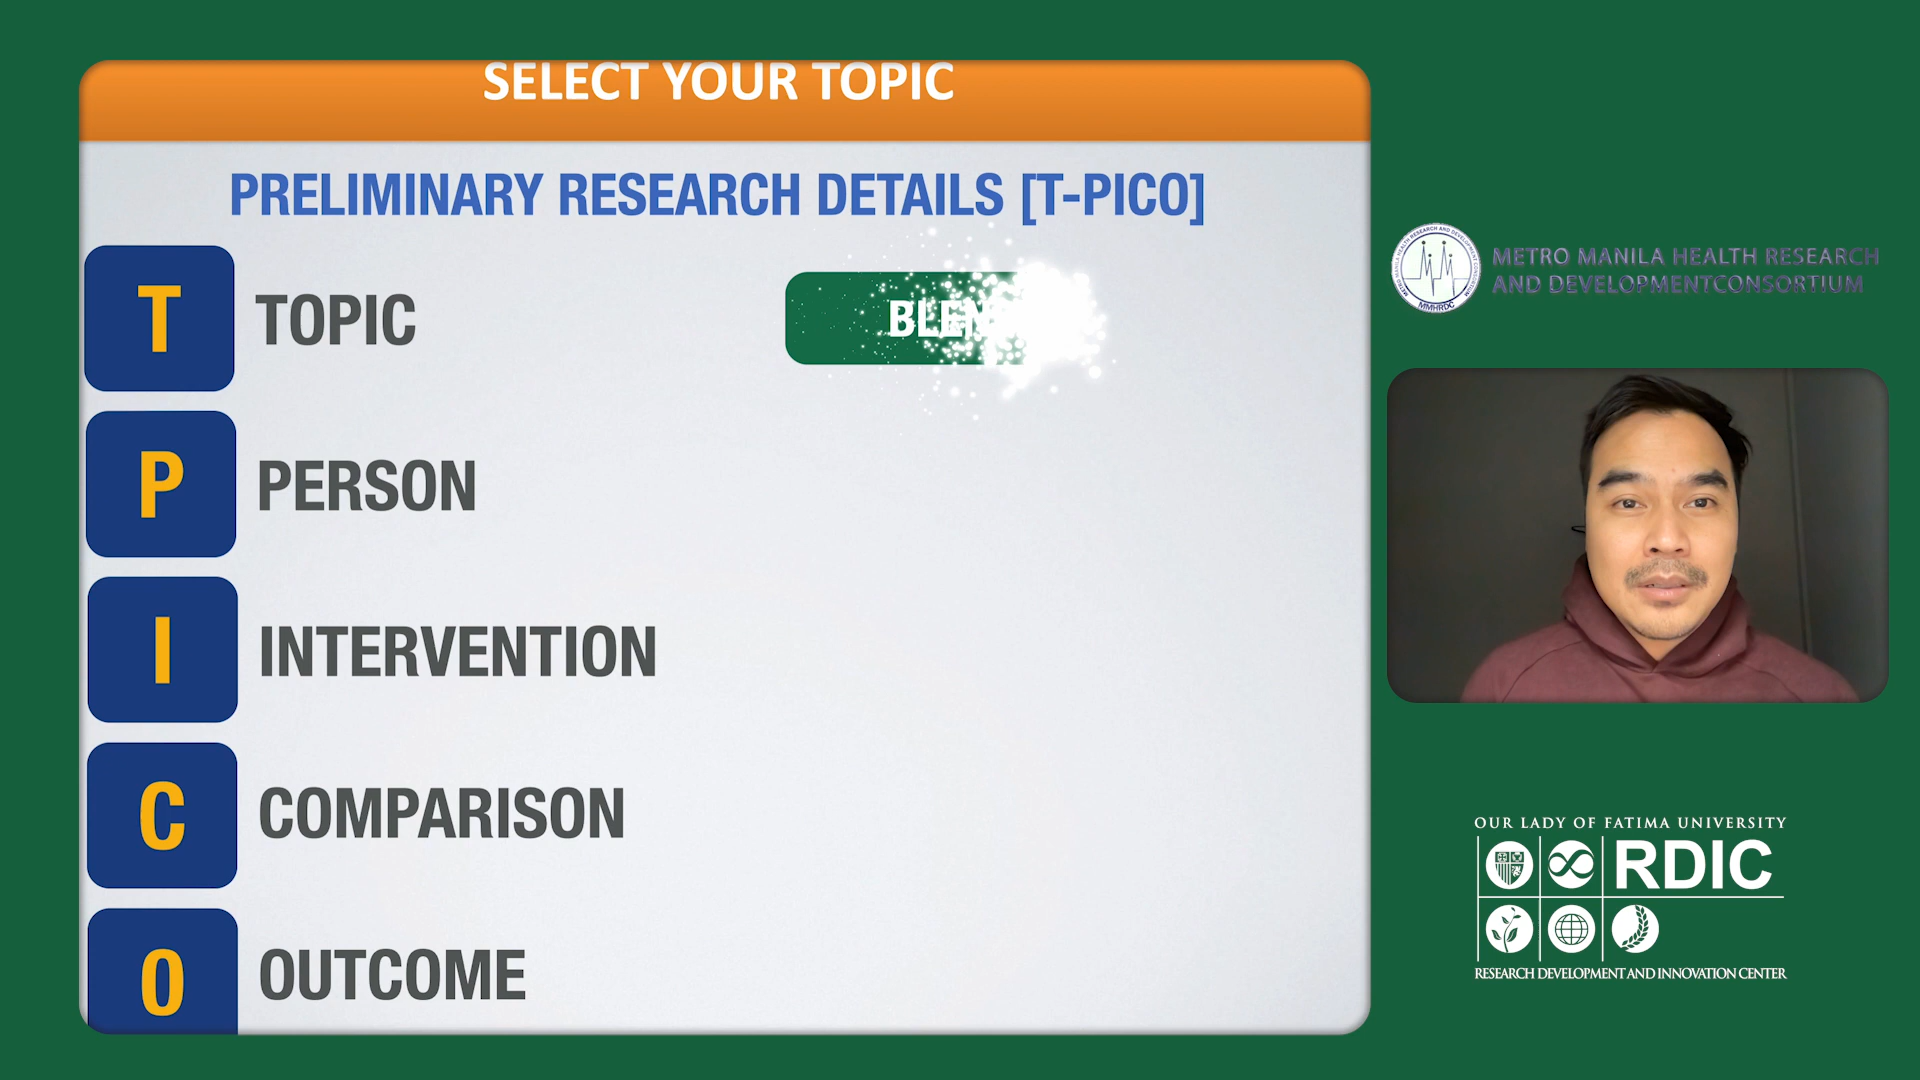 SELECT YOUR TOPIC
PRELIMINARY RESEARCH DETAILS [T-PICO]
T TOPIC
P PERSON
I INTERVENTION
C COMPARISON
O OUTCOME
METRO MANILA HEALTH RESEARCH
AND DEVELOPMENTCONSORTIUM
MMHRDC
OUR LADY OF FATIMA UNIVERSITY
RDIC
RESEARCH DEVELOPMENT AND INNOVATION CENTER